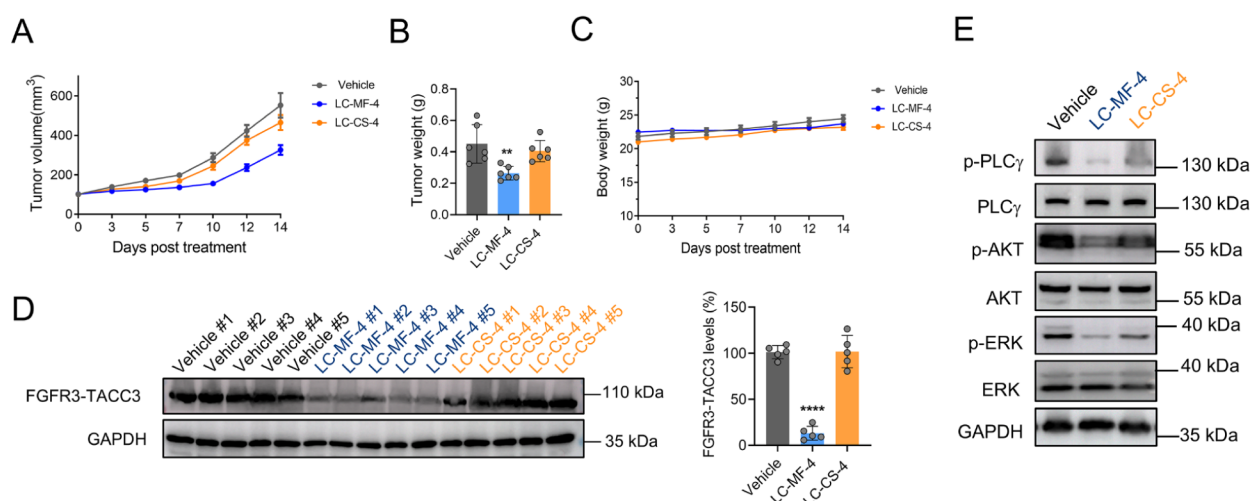 A
Tumor volume(mm³)
600
400
200
0
0 3 5 7 10 12 14
Days post treatment
Vehicle
LC-MF-4
LC-CS-4
B
Tumor weight (g)
0.8
0.6
0.4
0.2
0.0
**
Vehicle
LC-MF-4
LC-CS-4
C
Body weight (g)
30
25
20
15
10
0 3 5 7 10 12 14
Days post treatment
Vehicle
LC-MF-4
LC-CS-4
D
Vehicle #1
Vehicle #2
Vehicle #3
Vehicle #4
Vehicle #5
LC-MF-4 #1
LC-MF-4 #2
LC-MF-4 #3
LC-MF-4 #4
LC-MF-4 #5
LC-CS-4 #1
LC-CS-4 #2
LC-CS-4 #3
LC-CS-4 #4
LC-CS-4 #5
FGFR3-TACC3
110 kDa
GAPDH
35 kDa
FGFR3-TACC3 levels (%)
150
100
50
0
****
Vehicle
LC-MF-4
LC-CS-4
E
Vehicle
LC-MF-4
LC-CS-4
p-PLCγ
130 kDa
PLCγ
130 kDa
p-AKT
55 kDa
AKT
55 kDa
40 kDa
p-ERK
40 kDa
ERK
GAPDH
35 kDa